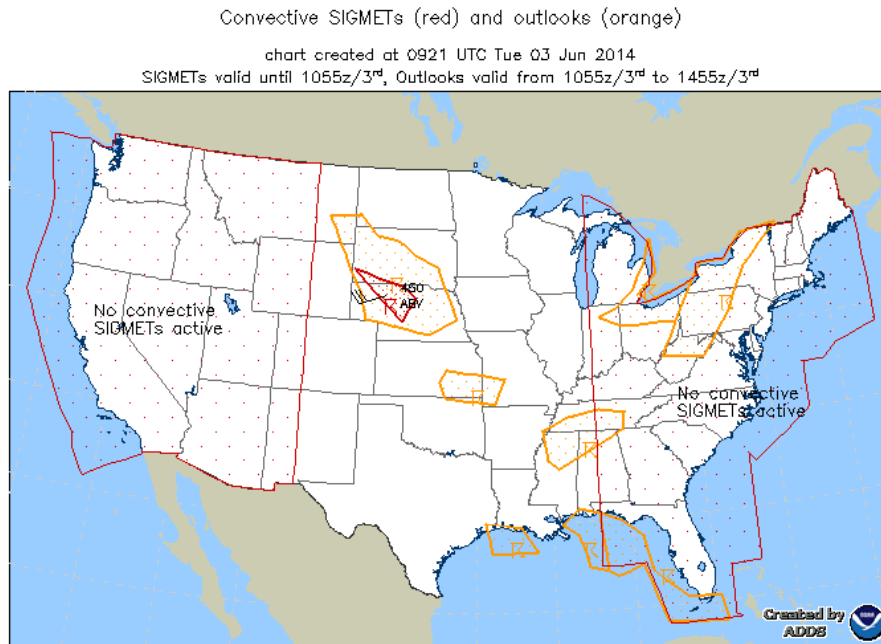 Convective SIGMETs (red) and outlooks (orange)
chart created at 0921 UTC Tue 03 Jun 2014
SIGMETs valid until 1055z/3rd, Outlooks valid from 1055z/3rd to 1455z/3rd
450
ABV
No convective
SIGMETs active
No convective
SIGMETs active
Created by
ADDS